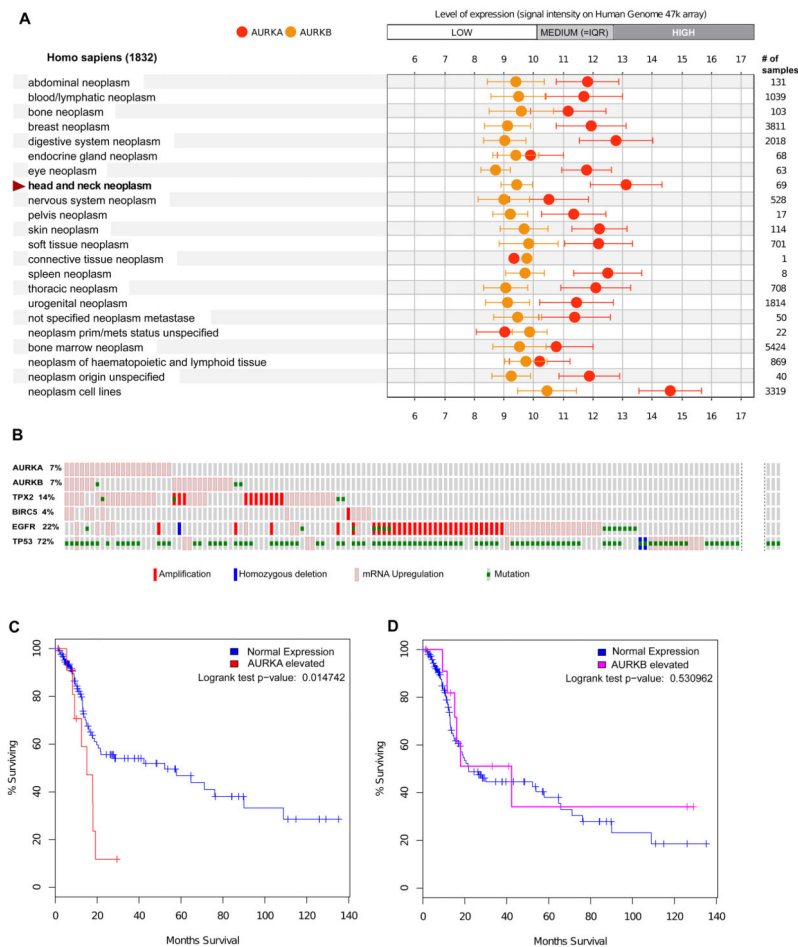 A
Level of expression (signal intensity on Human Genome 47k array)
AURKA AURKB
LOW MEDIUM (=IQR) HIGH
Homo sapiens (1832)
6 7 8 9 10 11 12 13 14 15 16 17
# of samples
abdominal neoplasm 131
blood/lymphatic neoplasm 1039
bone neoplasm 103
breast neoplasm 3811
digestive system neoplasm 2018
endocrine gland neoplasm 68
eye neoplasm 63
head and neck neoplasm 69
nervous system neoplasm 528
pelvis neoplasm 17
skin neoplasm 114
soft tissue neoplasm 701
connective tissue neoplasm 1
spleen neoplasm 8
thoracic neoplasm 708
urogenital neoplasm 1814
not specified neoplasm metastase 50
neoplasm prim/mets status unspecified 22
bone marrow neoplasm 5424
neoplasm of haematopoietic and lymphoid tissue 869
neoplasm origin unspecified 40
neoplasm cell lines 3319
6 7 8 9 10 11 12 13 14 15 16 17
B
AURKA 7%
AURKB 7%
TPX2 14%
BIRC5 4%
EGFR 22%
TP53 72%
Amplification Homozygous deletion mRNA Upregulation Mutation
C
Normal Expression
AURKA elevated
Logrank test p-value: 0.014742
% Surviving
100
80
60
40
20
0
0 20 40 60 80 100 120 140
Months Survival
D
Normal Expression
AURKB elevated
Logrank test p-value: 0.530962
% Surviving
100
80
60
40
20
0
0 20 40 60 80 100 120 140
Months Survival